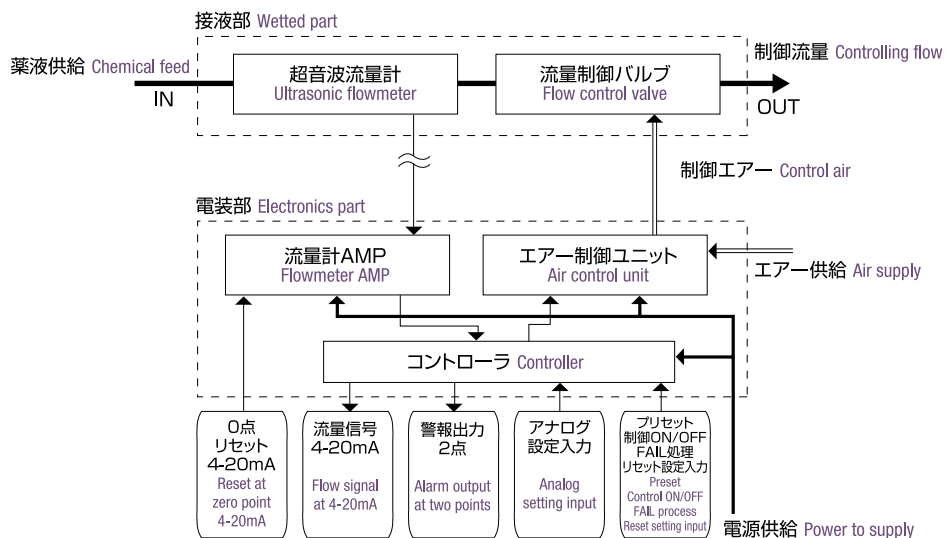 接液部 Wetted part
薬液供給 Chemical feed
IN
超音波流量計
Ultrasonic flowmeter
流量制御バルブ
Flow control valve
制御流量 Controlling flow
OUT
制御エアー Control air
電装部 Electronics part
流量計AMP
Flowmeter AMP
エアー制御ユニット
Air control unit
エアー供給 Air supply
コントローラ Controller
0点
リセット
4-20mA
Reset at
zero point
4-20mA
流量信号
4-20mA
Flow signal
at 4-20mA
警報出力
2点
Alarm output
at two points
アナログ
設定入力
Analog
setting input
プリセット
制御ON/OFF
FAIL処理
リセット設定入力
Preset
Control ON/OFF
FAIL process
Reset setting input
電源供給 Power to supply